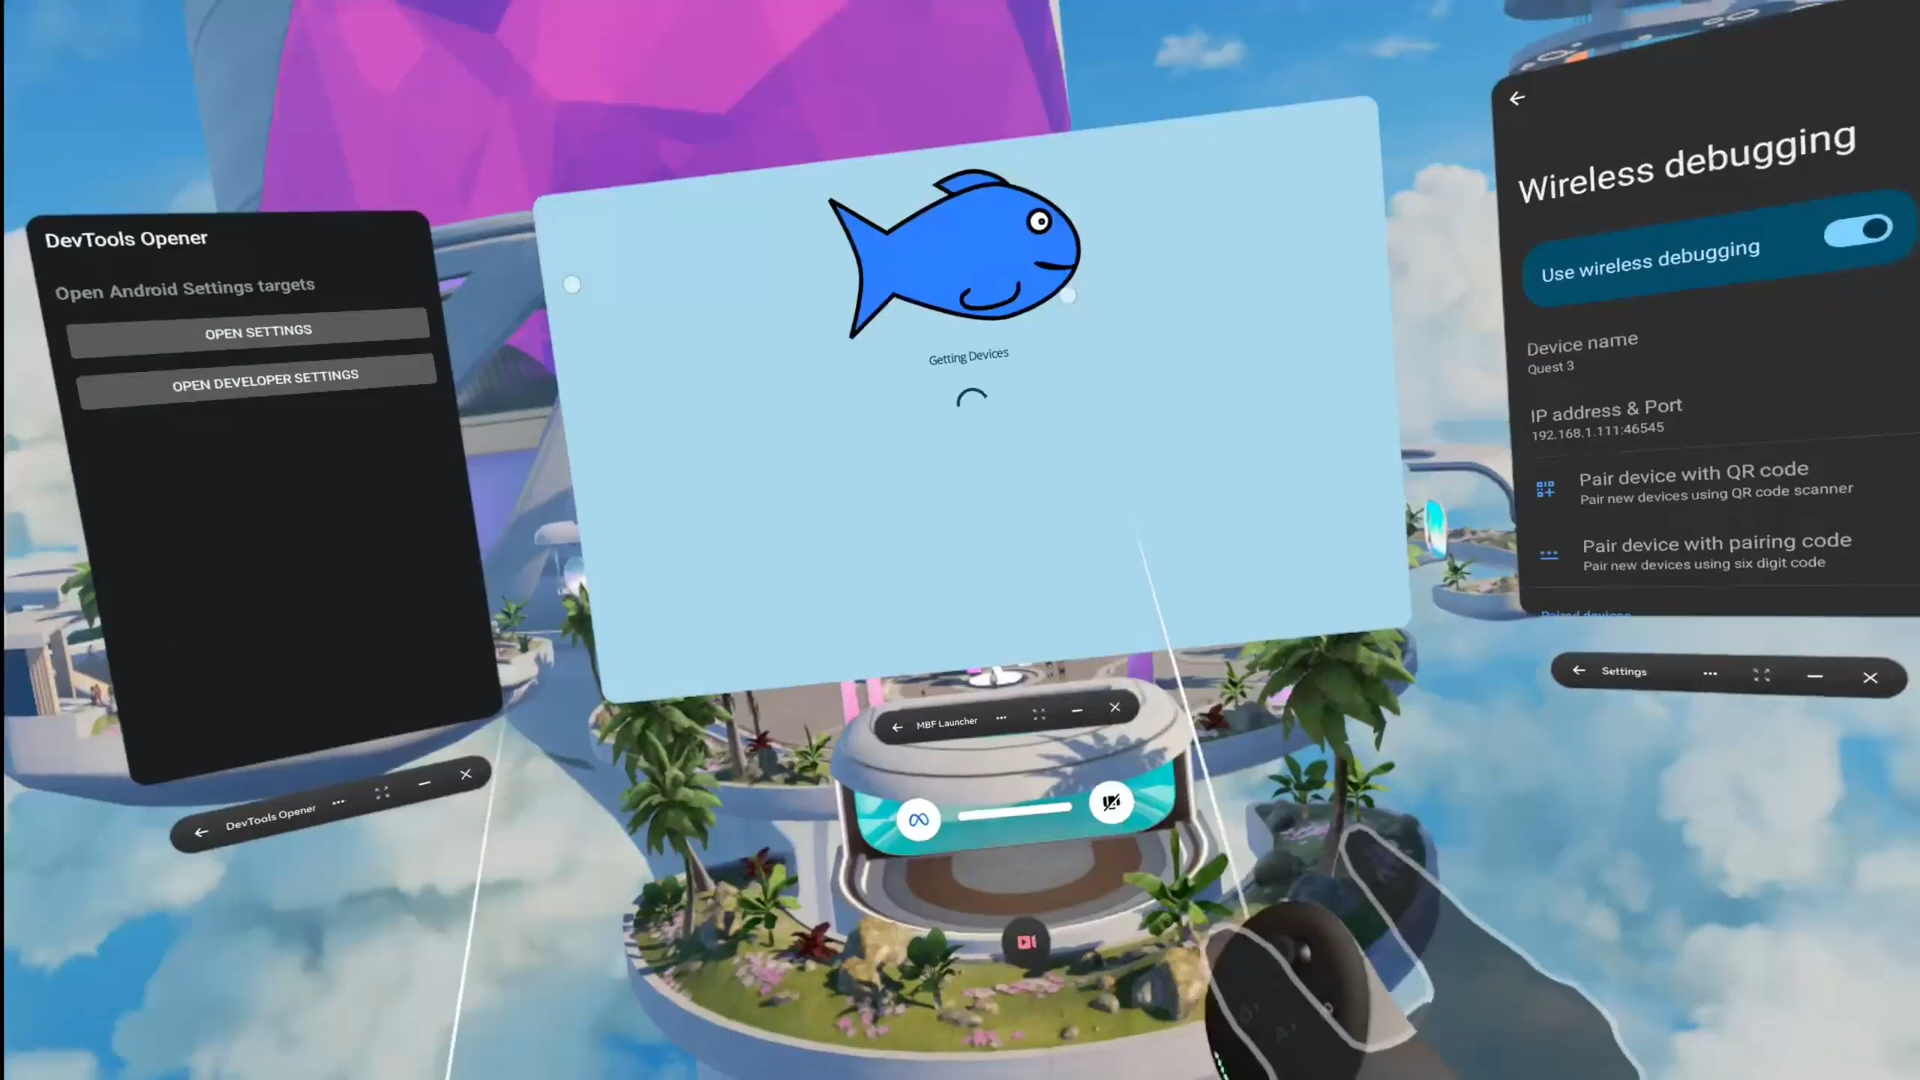 DevTools Opener
Open Android Settings targets
OPEN SETTINGS
OPEN DEVELOPER SETTINGS
DevTools Opener
Getting Devices
MBF Launcher
Wireless debugging
Use wireless debugging
Device name
Quest 3
IP address & Port
192.168.1.111:46545
Pair device with QR code
Pair new devices using QR code scanner
Pair device with pairing code
Pair new devices using six digit code
Paired devices
Settings